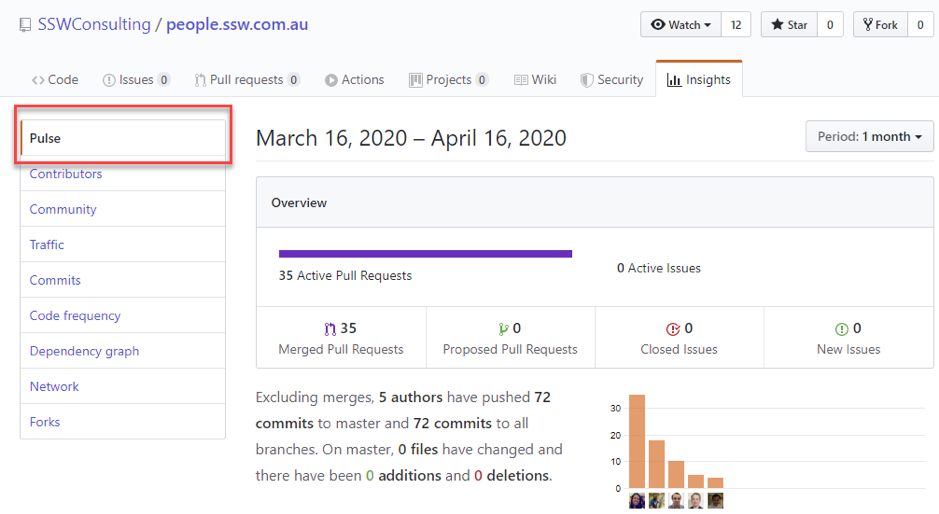 SSWConsulting / people.ssw.com.au
Watch 12 Star 0 Fork 0
Code Issues 0 Pull requests 0 Actions Projects 0 Wiki Security Insights
Pulse
Contributors
Community
Traffic
Commits
Code frequency
Dependency graph
Network
Forks
March 16, 2020 – April 16, 2020
Period: 1 month
Overview
35 Active Pull Requests
0 Active Issues
35
Merged Pull Requests
0
Proposed Pull Requests
0
Closed Issues
0
New Issues
Excluding merges, 5 authors have pushed 72
commits to master and 72 commits to all
branches. On master, 0 files have changed and
there have been 0 additions and 0 deletions.
30
20
10
0